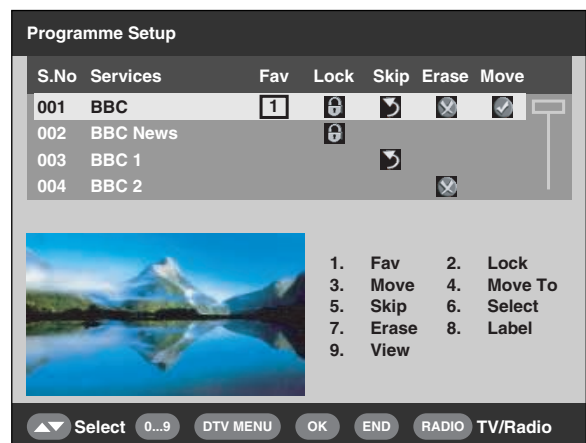 Programme Setup
S.No Services Fav Lock Skip Erase Move
001 BBC 1
002 BBC News
003 BBC 1
004 BBC 2
1. Fav 2. Lock
3. Move 4. Move To
5. Skip 6. Select
7. Erase 8. Label
9. View
Select 0...9 DTV MENU OK END RADIO TV/Radio